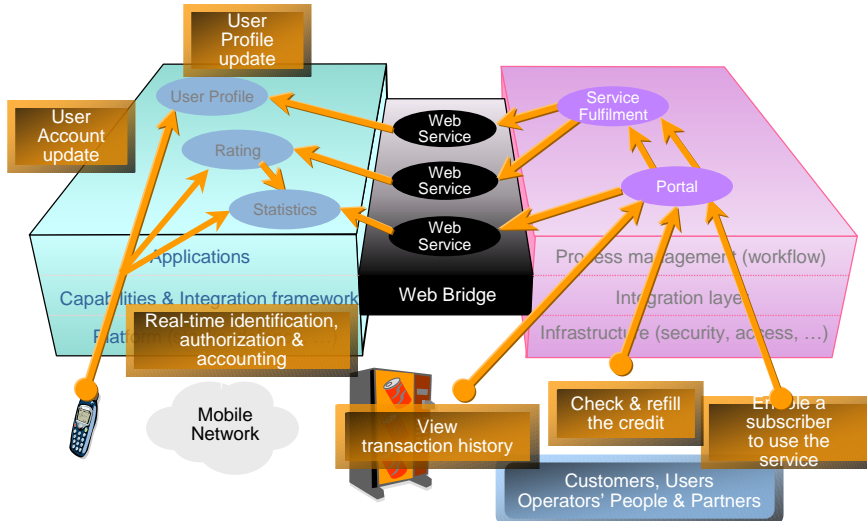 User
Profile
update
User
Account
update
User Profile
Rating
Statistics
Web
Service
Web
Service
Web
Service
Service
Fulfilment
Portal
Applications
Capabilities & Integration framework
Platform
Web Bridge
Process management (workflow)
Integration layer
Infrastructure (security, access, …)
Real-time identification,
authorization &
accounting
Mobile
Network
View
transaction history
Check & refill
the credit
Enable a
subscriber
to use the
service
Customers, Users
Operators' People & Partners